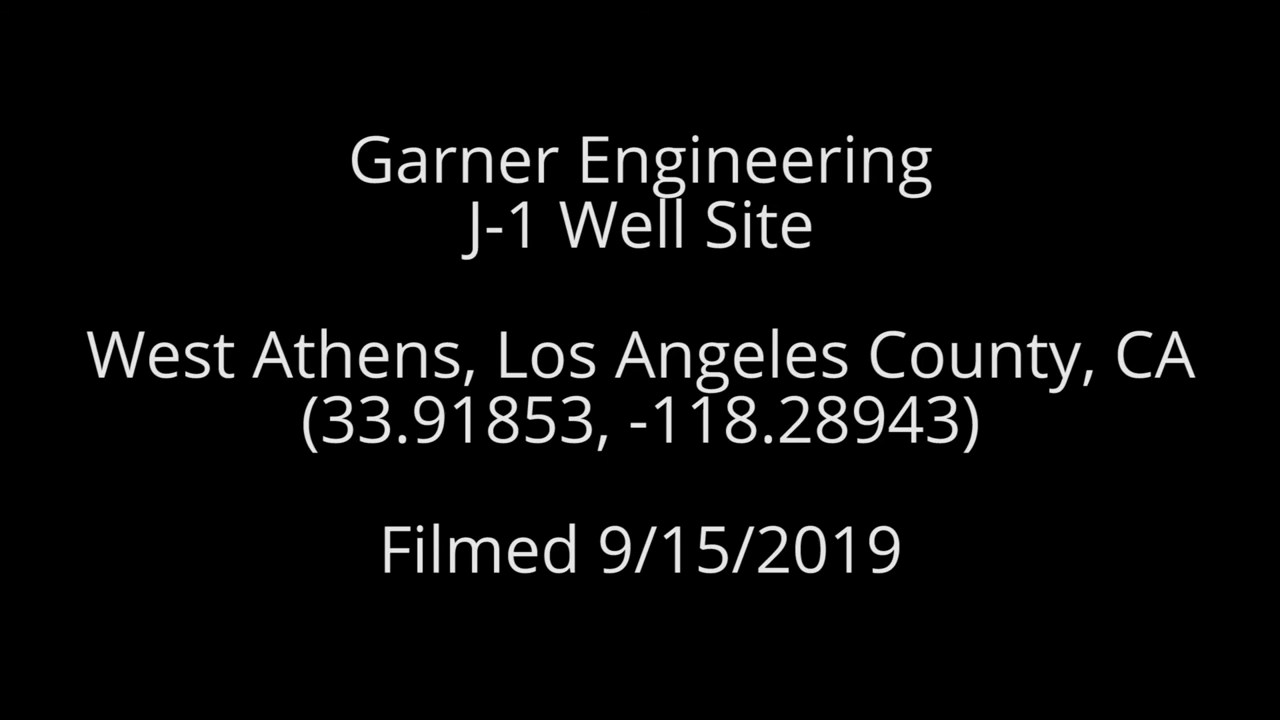 Garner Engineering
J-1 Well Site
West Athens, Los Angeles County, CA
(33.91853, -118.28943)
Filmed 9/15/2019